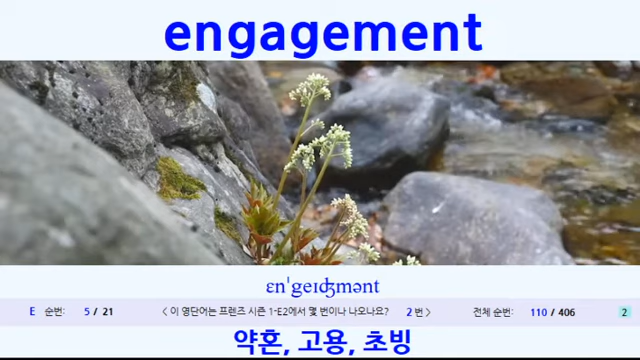 engagement
ɛnˈgeɪʤmənt
E 순번: 5 / 21 < 이 영단어는 프렌즈 시즌 1-E2에서 몇 번이나 나오나요? 2 번 > 전체 순번: 110 / 406 2
약혼, 고용, 초빙